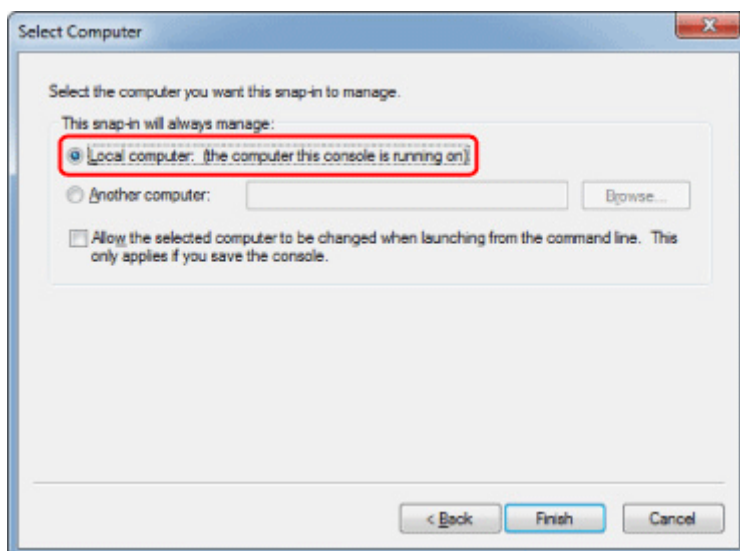 Select Computer
Select the computer you want this snap-in to manage.
This snap-in will always manage:
Local computer: (the computer this console is running on)
Another computer:
Browse...
Allow the selected computer to be changed when launching from the command line. This
only applies if you save the console.
< Back
Finish
Cancel